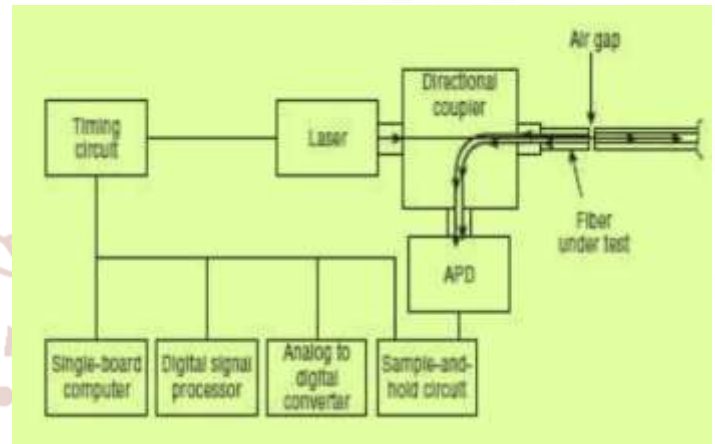 Air gap
Directional
coupler
Timing
circuit
Laser
Fiber
under test
APD
Single-board
computer
Digital signal
processor
Analog to
digital
converter
Sample-and-
hold circuit